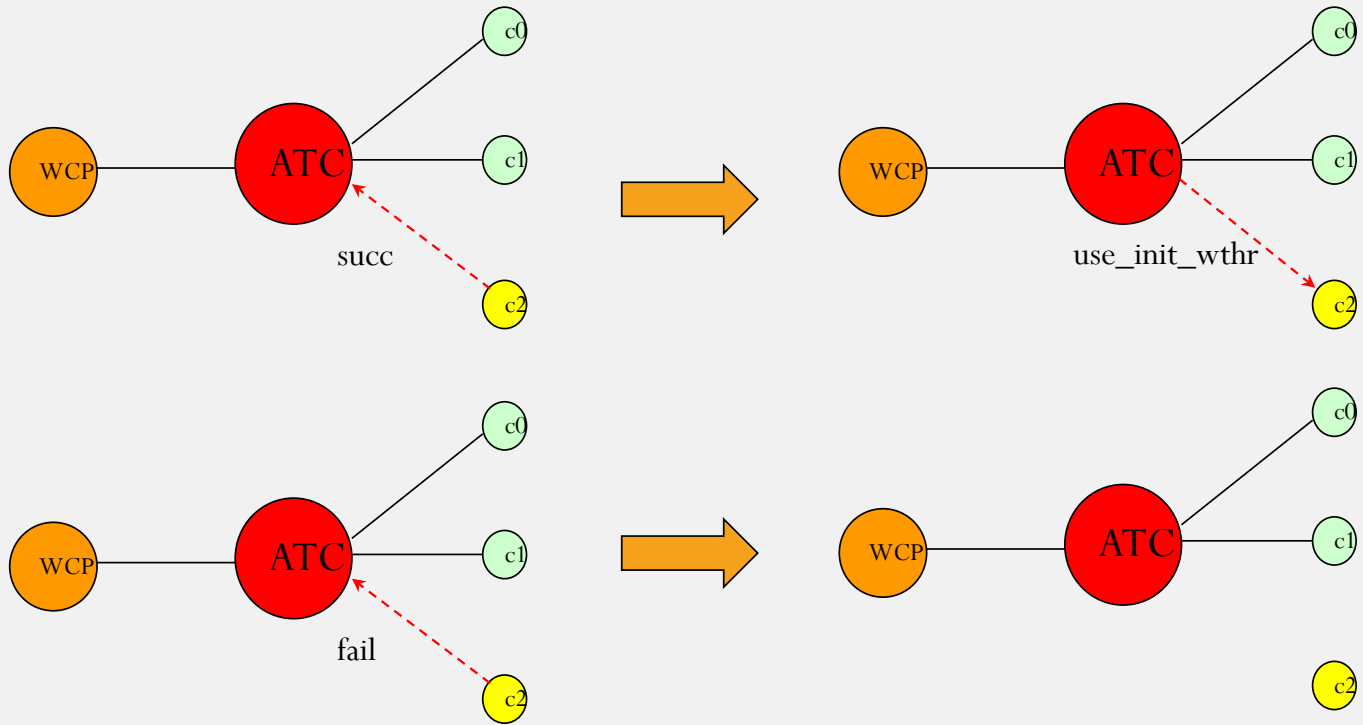 c0
c0
WCP
ATC
c1
WCP
ATC
c1
succ
use_init_wthr
c2
c2
c0
c0
WCP
ATC
c1
WCP
ATC
c1
fail
c2
c2